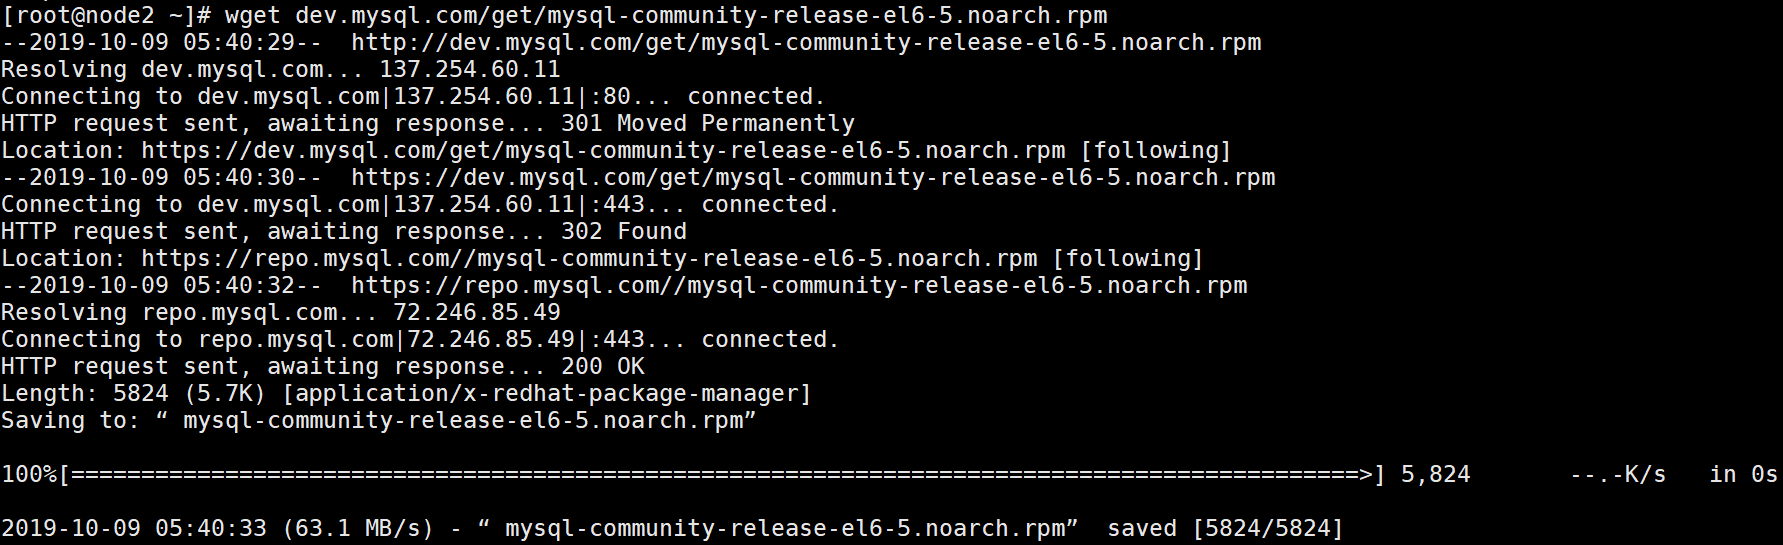 [root@node2 ~]# wget dev.mysql.com/get/mysql-community-release-el6-5.noarch.rpm
--2019-10-09 05:40:29--  http://dev.mysql.com/get/mysql-community-release-el6-5.noarch.rpm
Resolving dev.mysql.com... 137.254.60.11
Connecting to dev.mysql.com|137.254.60.11|:80... connected.
HTTP request sent, awaiting response... 301 Moved Permanently
Location: https://dev.mysql.com/get/mysql-community-release-el6-5.noarch.rpm [following]
--2019-10-09 05:40:30--  https://dev.mysql.com/get/mysql-community-release-el6-5.noarch.rpm
Connecting to dev.mysql.com|137.254.60.11|:443... connected.
HTTP request sent, awaiting response... 302 Found
Location: https://repo.mysql.com//mysql-community-release-el6-5.noarch.rpm [following]
--2019-10-09 05:40:32--  https://repo.mysql.com//mysql-community-release-el6-5.noarch.rpm
Resolving repo.mysql.com... 72.246.85.49
Connecting to repo.mysql.com|72.246.85.49|:443... connected.
HTTP request sent, awaiting response... 200 OK
Length: 5824 (5.7K) [application/x-redhat-package-manager]
Saving to: “ mysql-community-release-el6-5.noarch.rpm”
100%[============================================================================================>] 5,824       --.-K/s   in 0s
2019-10-09 05:40:33 (63.1 MB/s) - “ mysql-community-release-el6-5.noarch.rpm”  saved [5824/5824]